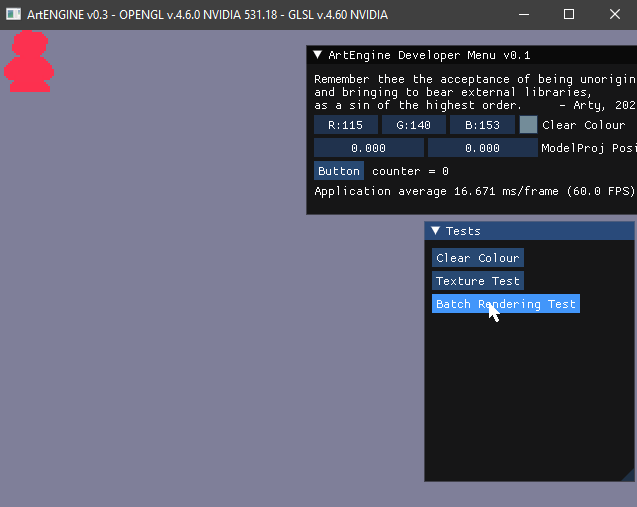 ArtENGINE v0.3 - OPENGL v.4.6.0 NVIDIA 531.18 - GLSL v.4.60 NVIDIA
ArtEngine Developer Menu v0.1
Remember thee the acceptance of being unorigin
and bringing to bear external libraries,
as a sin of the highest order. - Arty, 202
R:115 G:140 B:153 Clear Colour
0.000 0.000 ModelProj Posi
Button counter = 0
Application average 16.671 ms/frame (60.0 FPS)
Tests
Clear Colour
Texture Test
Batch Rendering Test